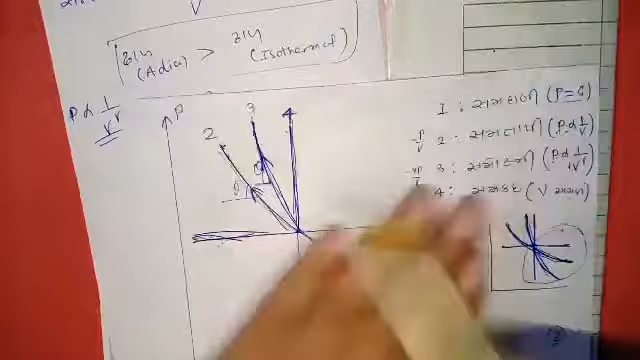 V
ઢાળ (Adia) > ઢાળ (Isothermal)
P ∝ 1/V^γ
P
2 3 4
1 : સમદાબી (P = C)
-P/V 2 : સમતાપી (P ∝ 1/V)
3 : સમોષ્મી (P ∝ 1/V^γ)
4 : સમકદ (V અચળ)